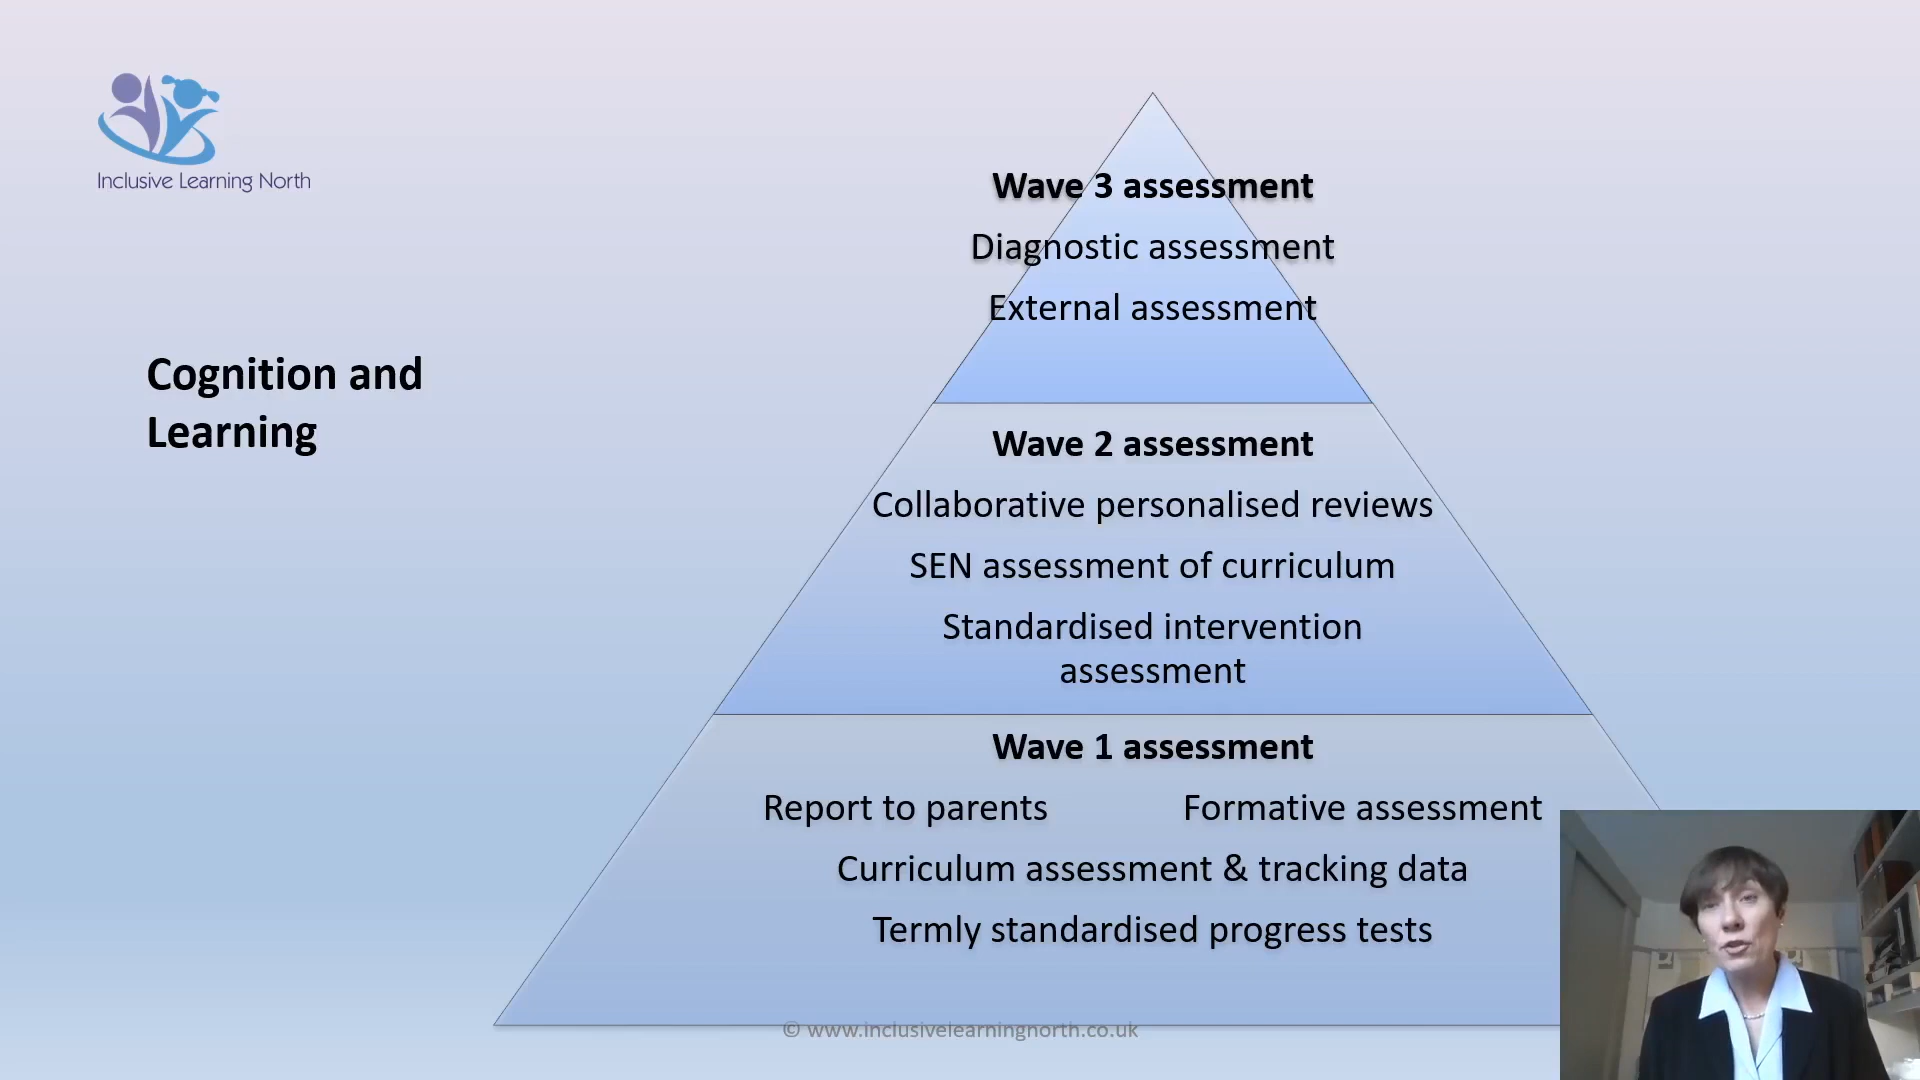 Inclusive Learning North
Cognition and
Learning
Wave 3 assessment
Diagnostic assessment
External assessment
Wave 2 assessment
Collaborative personalised reviews
SEN assessment of curriculum
Standardised intervention
assessment
Wave 1 assessment
Report to parents Formative assessment
Curriculum assessment & tracking data
Termly standardised progress tests
© www.inclusivelearningnorth.co.uk